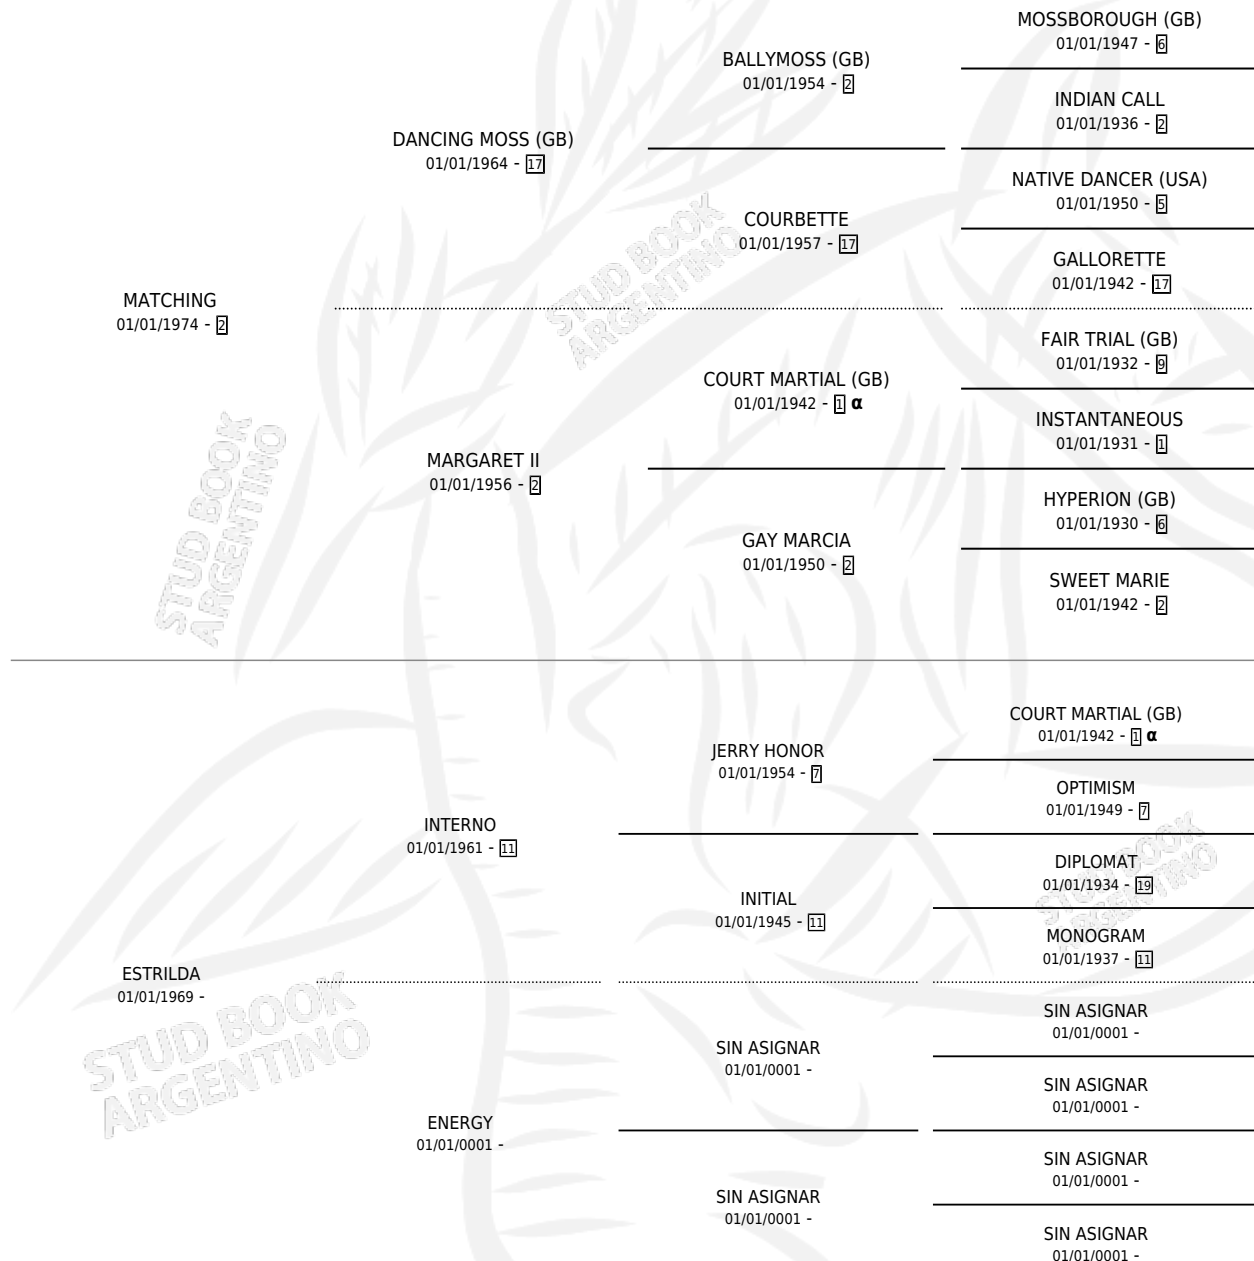 MOSSBOROUGH (GB)
01/01/1947 - 6
BALLYMOSS (GB)
01/01/1954 - 2
INDIAN CALL
01/01/1936 - 2
DANCING MOSS (GB)
01/01/1964 - 17
NATIVE DANCER (USA)
01/01/1950 - 5
COURBETTE
01/01/1957 - 17
GALLORETTE
01/01/1942 - 17
MATCHING
01/01/1974 - 2
FAIR TRIAL (GB)
01/01/1932 - 9
COURT MARTIAL (GB)
01/01/1942 - 1 α
INSTANTANEOUS
01/01/1931 - 1
MARGARET II
01/01/1956 - 2
HYPERION (GB)
01/01/1930 - 6
GAY MARCIA
01/01/1950 - 2
SWEET MARIE
01/01/1942 - 2
COURT MARTIAL (GB)
01/01/1942 - 1 α
JERRY HONOR
01/01/1954 - 7
OPTIMISM
01/01/1949 - 7
INTERNO
01/01/1961 - 11
DIPLOMAT
01/01/1934 - 19
INITIAL
01/01/1945 - 11
MONOGRAM
01/01/1937 - 11
ESTRILDA
01/01/1969 -
SIN ASIGNAR
01/01/0001 -
SIN ASIGNAR
01/01/0001 -
SIN ASIGNAR
01/01/0001 -
ENERGY
01/01/0001 -
SIN ASIGNAR
01/01/0001 -
SIN ASIGNAR
01/01/0001 -
SIN ASIGNAR
01/01/0001 -
STUD BOOK
ARGENTINO
STUD BOOK
ARGENTINO
STUD BOOK
ARGENTINO
STUD BOOK
ARGENTINO